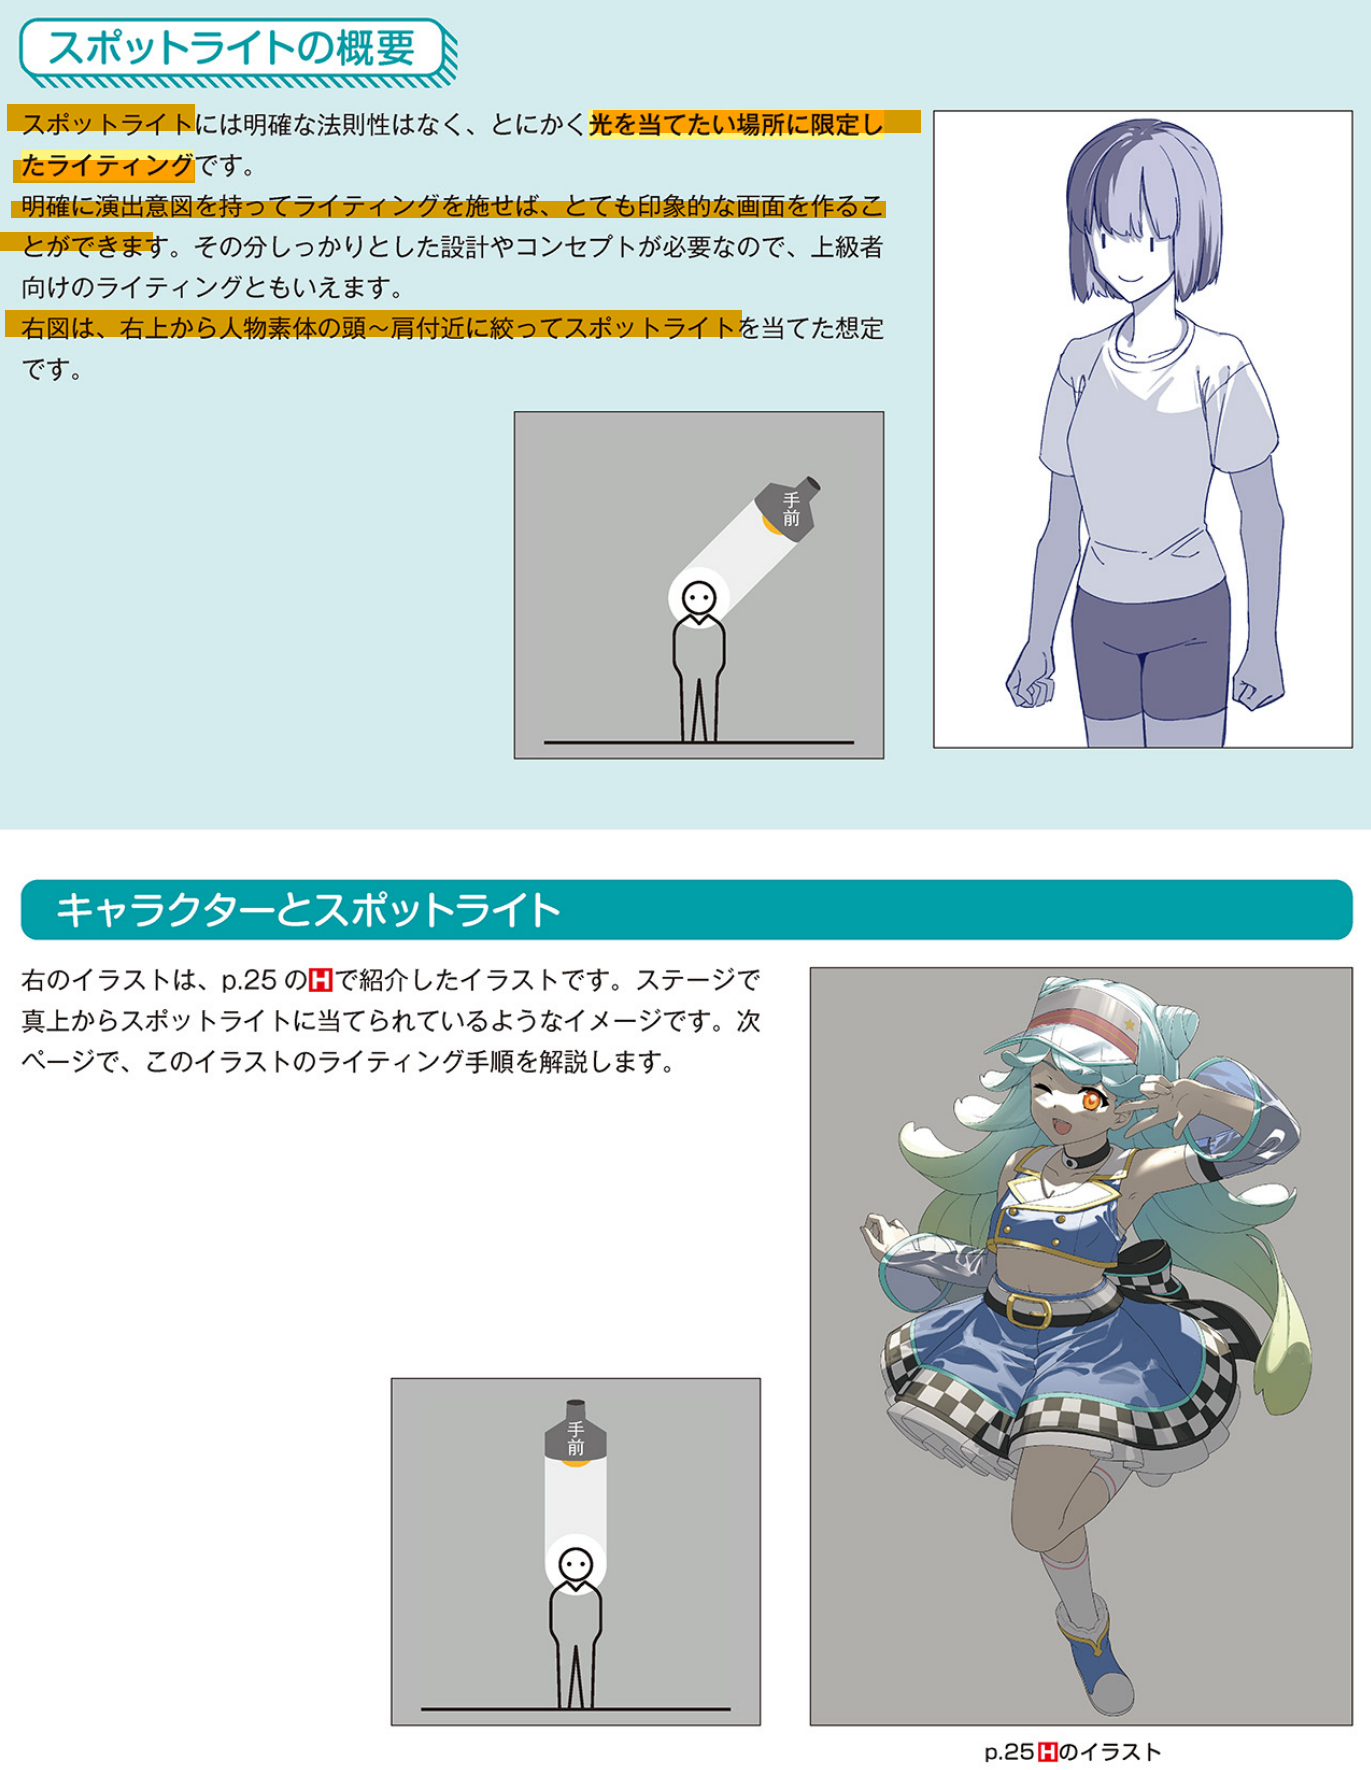 スポットライトの概要
スポットライトには明確な法則性はなく、とにかく光を当てたい場所に限定し
たライティングです。
明確に演出意図を持ってライティングを施せば、とても印象的な画面を作るこ
とができます。その分しっかりとした設計やコンセプトが必要なので、上級者
向けのライティングともいえます。
右図は、右上から人物素体の頭〜肩付近に絞ってスポットライトを当てた想定
です。
手前
キャラクターとスポットライト
右のイラストは、p.25 のHで紹介したイラストです。ステージで
真上からスポットライトに当てられているようなイメージです。次
ページで、このイラストのライティング手順を解説します。
手前
p.25 Hのイラスト